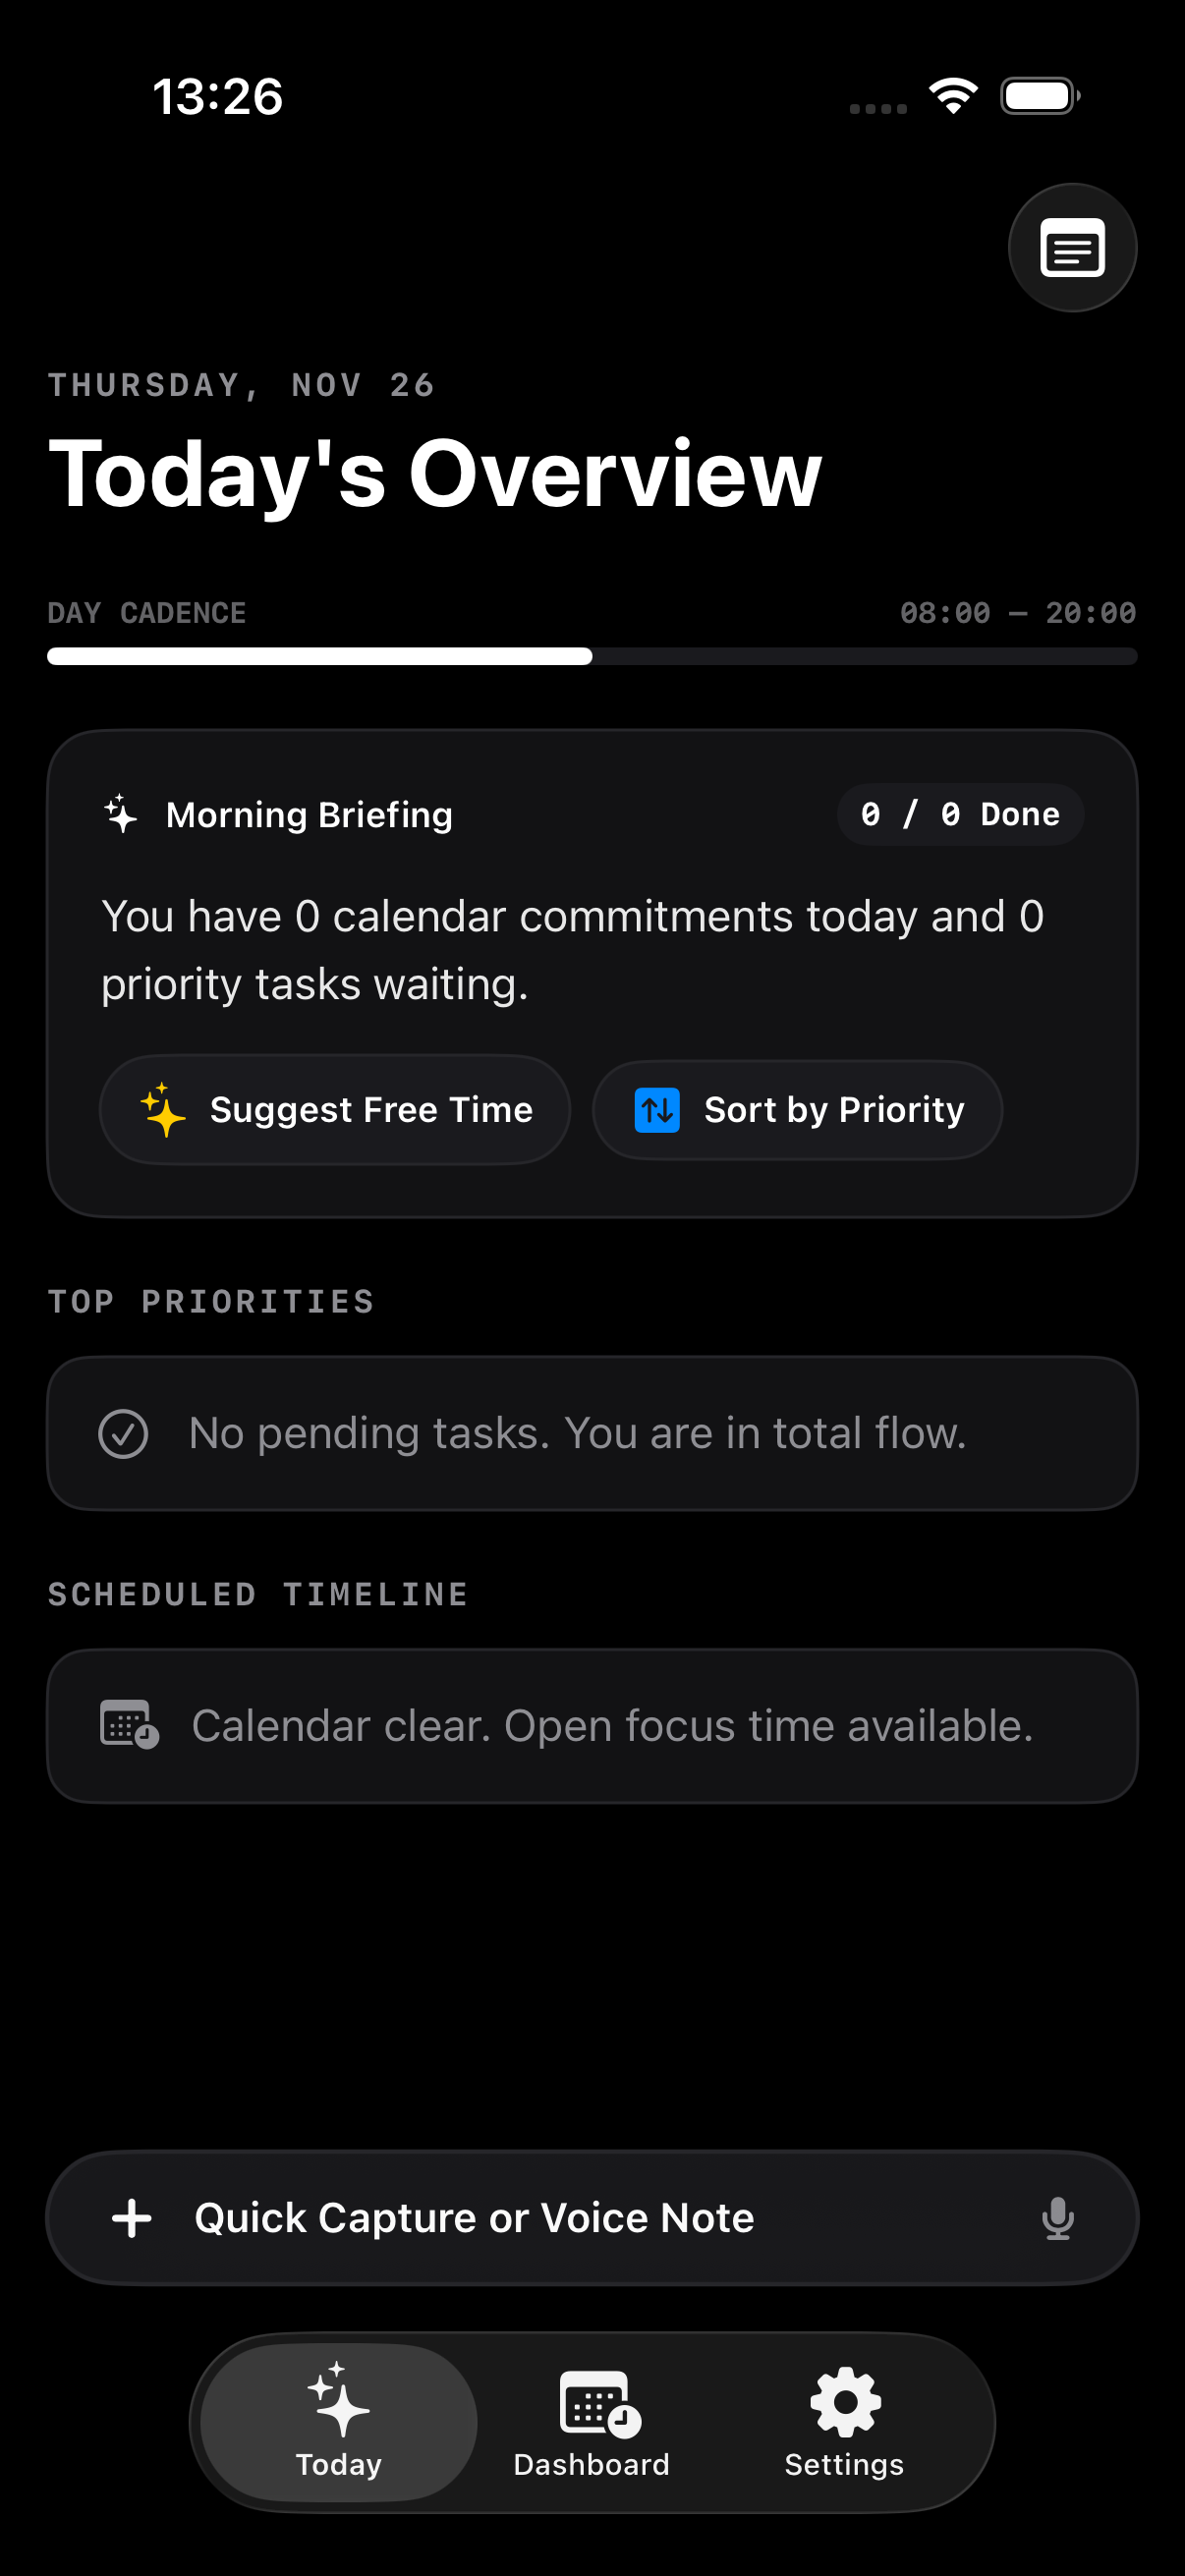 13:26
THURSDAY, NOV 26
Today's Overview
DAY CADENCE 08:00 — 20:00
Morning Briefing 0 / 0 Done
You have 0 calendar commitments today and 0
priority tasks waiting.
Suggest Free Time Sort by Priority
TOP PRIORITIES
No pending tasks. You are in total flow.
SCHEDULED TIMELINE
Calendar clear. Open focus time available.
Quick Capture or Voice Note
Today Dashboard Settings